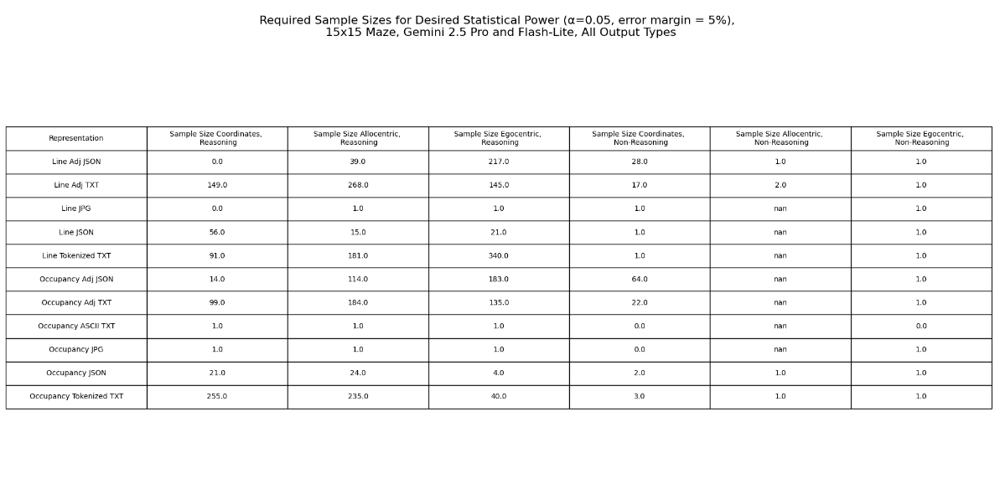 Required Sample Sizes for Desired Statistical Power (α=0.05, error margin = 5%),
15x15 Maze, Gemini 2.5 Pro and Flash-Lite, All Output Types
Representation | Sample Size Coordinates, Reasoning | Sample Size Allocentric, Reasoning | Sample Size Egocentric, Reasoning | Sample Size Coordinates, Non-Reasoning | Sample Size Allocentric, Non-Reasoning | Sample Size Egocentric, Non-Reasoning
Line Adj JSON | 0.0 | 39.0 | 217.0 | 28.0 | 1.0 | 1.0
Line Adj TXT | 149.0 | 268.0 | 145.0 | 17.0 | 2.0 | 1.0
Line JPG | 0.0 | 1.0 | 1.0 | 1.0 | nan | 1.0
Line JSON | 56.0 | 15.0 | 21.0 | 1.0 | nan | 1.0
Line Tokenized TXT | 91.0 | 181.0 | 340.0 | 1.0 | nan | 1.0
Occupancy Adj JSON | 14.0 | 114.0 | 183.0 | 64.0 | nan | 1.0
Occupancy Adj TXT | 99.0 | 184.0 | 135.0 | 22.0 | nan | 1.0
Occupancy ASCII TXT | 1.0 | 1.0 | 1.0 | 0.0 | nan | 0.0
Occupancy JPG | 1.0 | 1.0 | 1.0 | 0.0 | nan | 1.0
Occupancy JSON | 21.0 | 24.0 | 4.0 | 2.0 | 1.0 | 1.0
Occupancy Tokenized TXT | 255.0 | 235.0 | 40.0 | 3.0 | 1.0 | 1.0